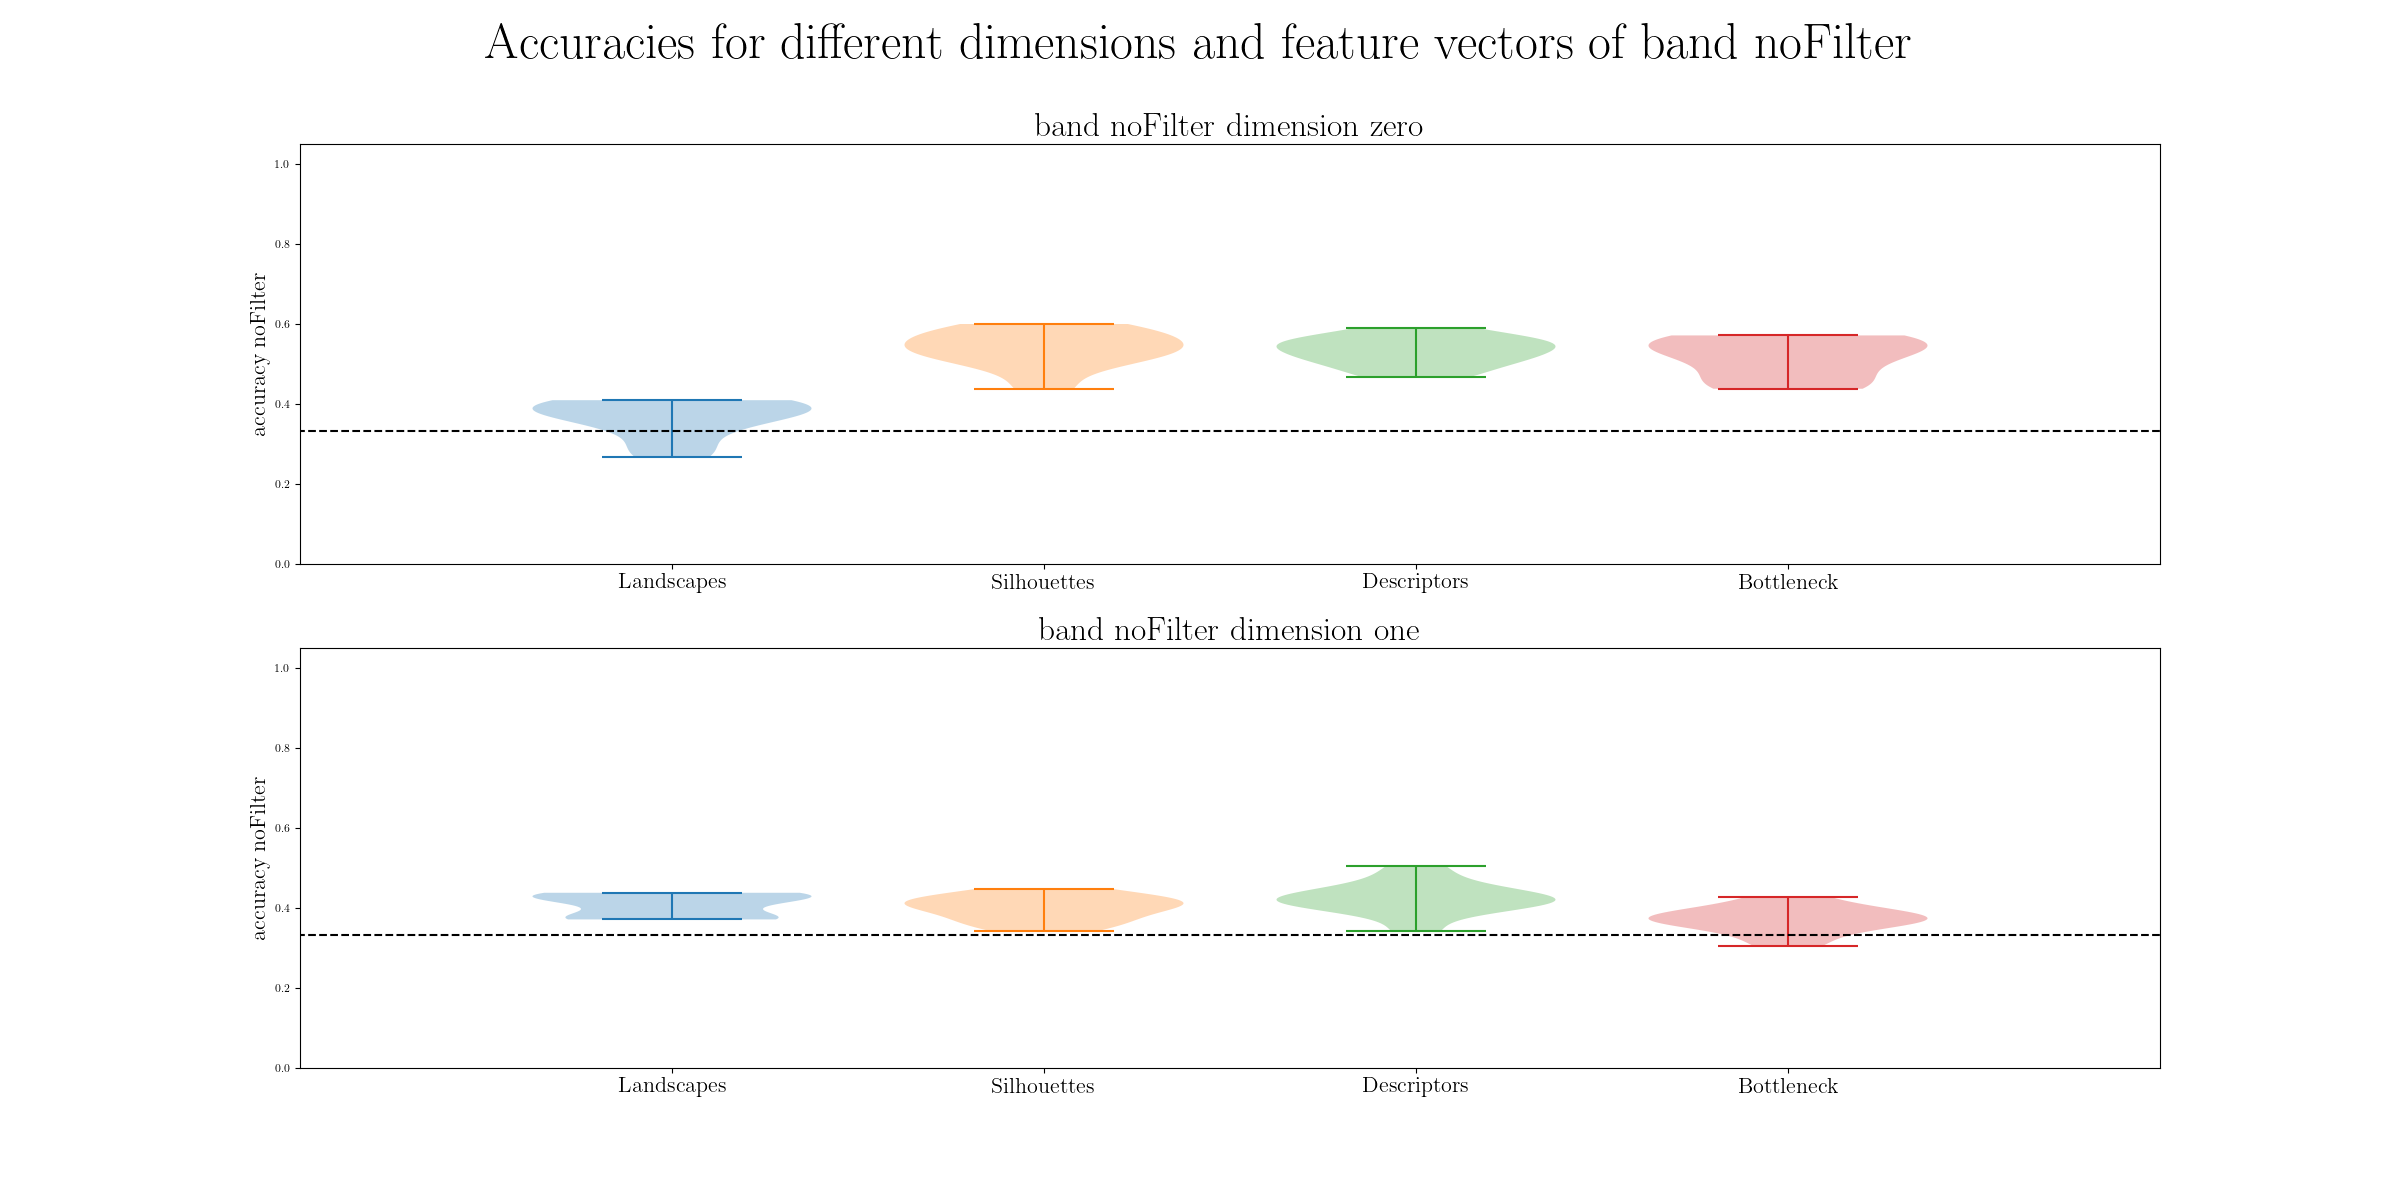 Accuracies for different dimensions and feature vectors of band noFilter
band noFilter dimension zero
accuracy noFilter
1.0
0.8
0.6
0.4
0.2
0.0
Landscapes Silhouettes Descriptors Bottleneck
band noFilter dimension one
accuracy noFilter
1.0
0.8
0.6
0.4
0.2
0.0
Landscapes Silhouettes Descriptors Bottleneck